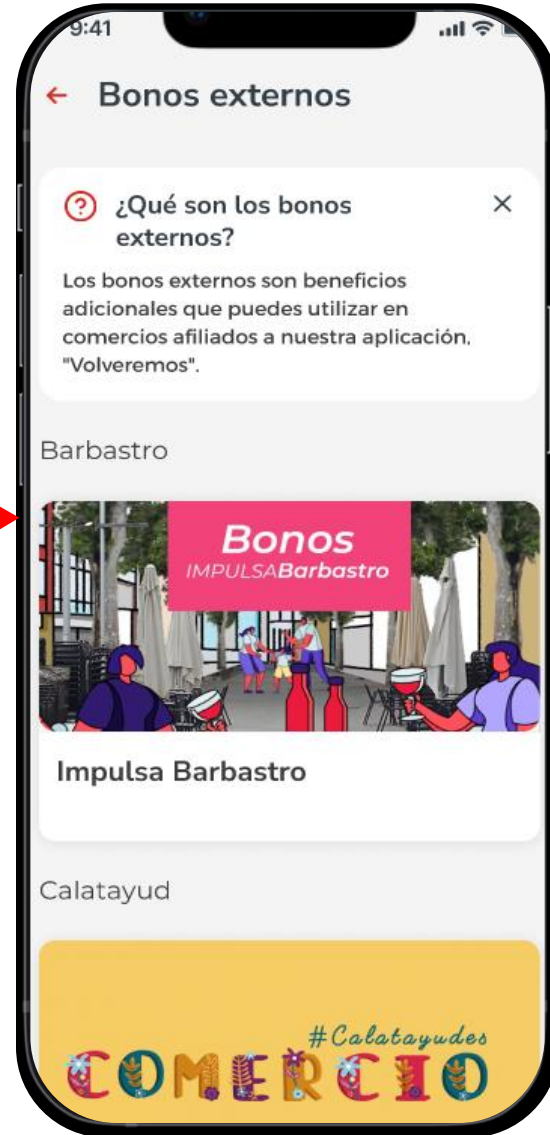 9:41
Bonos externos
¿Qué son los bonos
externos?
Los bonos externos son beneficios
adicionales que puedes utilizar en
comercios afiliados a nuestra aplicación,
"Volveremos".
Barbastro
Bonos
IMPULSABarbastro
Impulsa Barbastro
Calatayud
#Calatayudes
COMERCIO